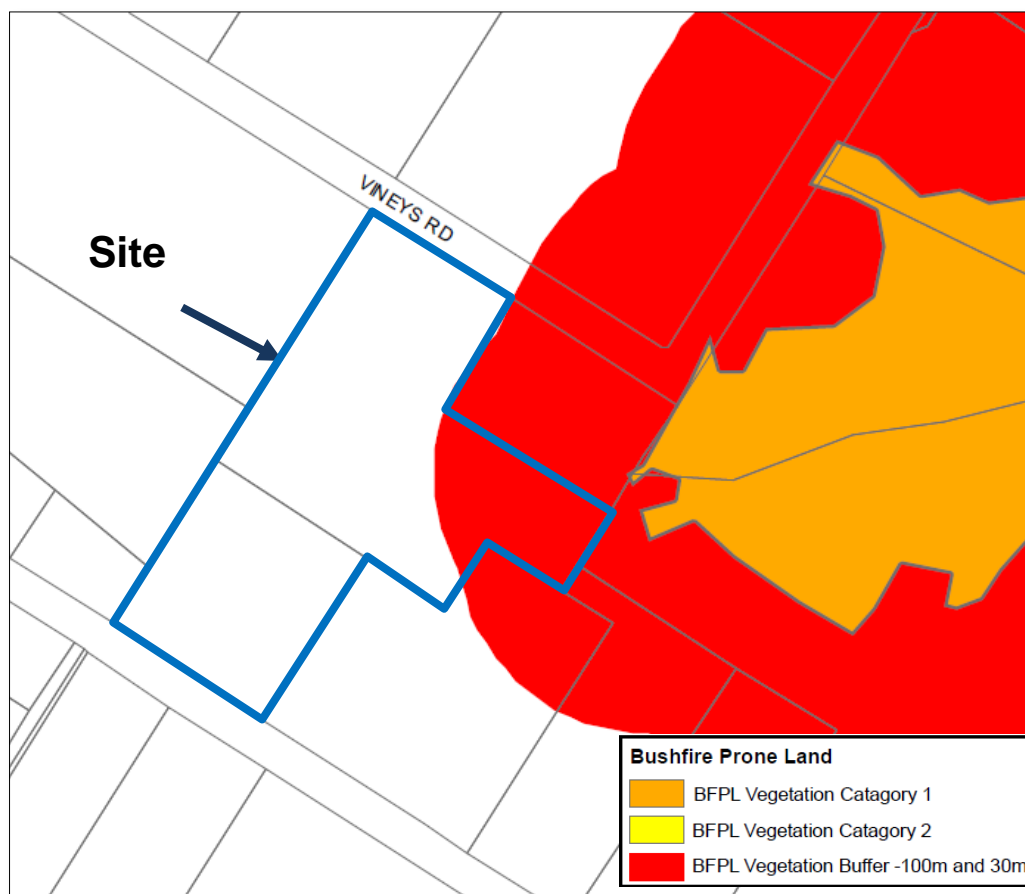 VINEYS RD
Site
Bushfire Prone Land
BFPL Vegetation Catagory 1
BFPL Vegetation Catagory 2
BFPL Vegetation Buffer -100m and 30m